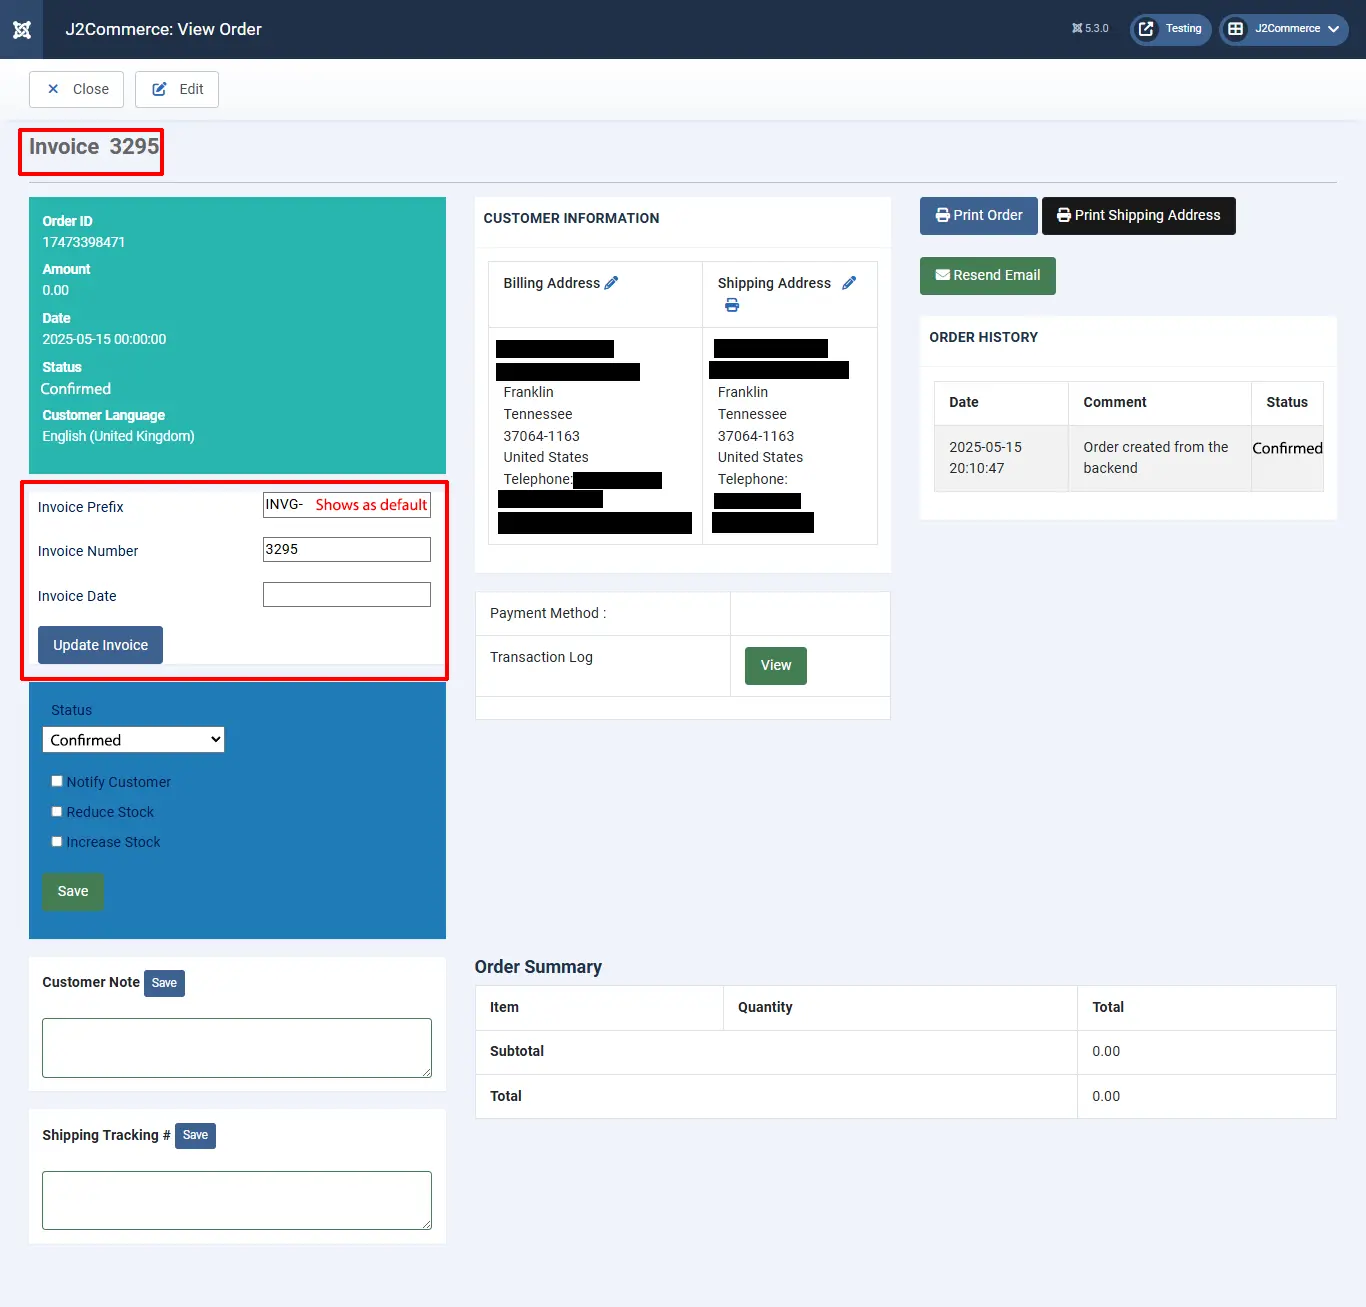 J2Commerce: View Order
5.3.0
Testing
J2Commerce
Close
Edit
Invoice 3295
Order ID
17473398471
Amount
0.00
Date
2025-05-15 00:00:00
Status
Confirmed
Customer Language
English (United Kingdom)
Invoice Prefix
INVG- Shows as default
Invoice Number
3295
Invoice Date
Update Invoice
Status
Confirmed
Notify Customer
Reduce Stock
Increase Stock
Save
Customer Note Save
Shipping Tracking # Save
CUSTOMER INFORMATION
Billing Address
Franklin
Tennessee
37064-1163
United States
Telephone:
Shipping Address
Franklin
Tennessee
37064-1163
United States
Telephone:
Payment Method :
Transaction Log View
Print Order
Print Shipping Address
Resend Email
ORDER HISTORY
Date Comment Status
2025-05-15 Order created from the Confirmed
20:10:47 backend
Order Summary
Item Quantity Total
Subtotal 0.00
Total 0.00